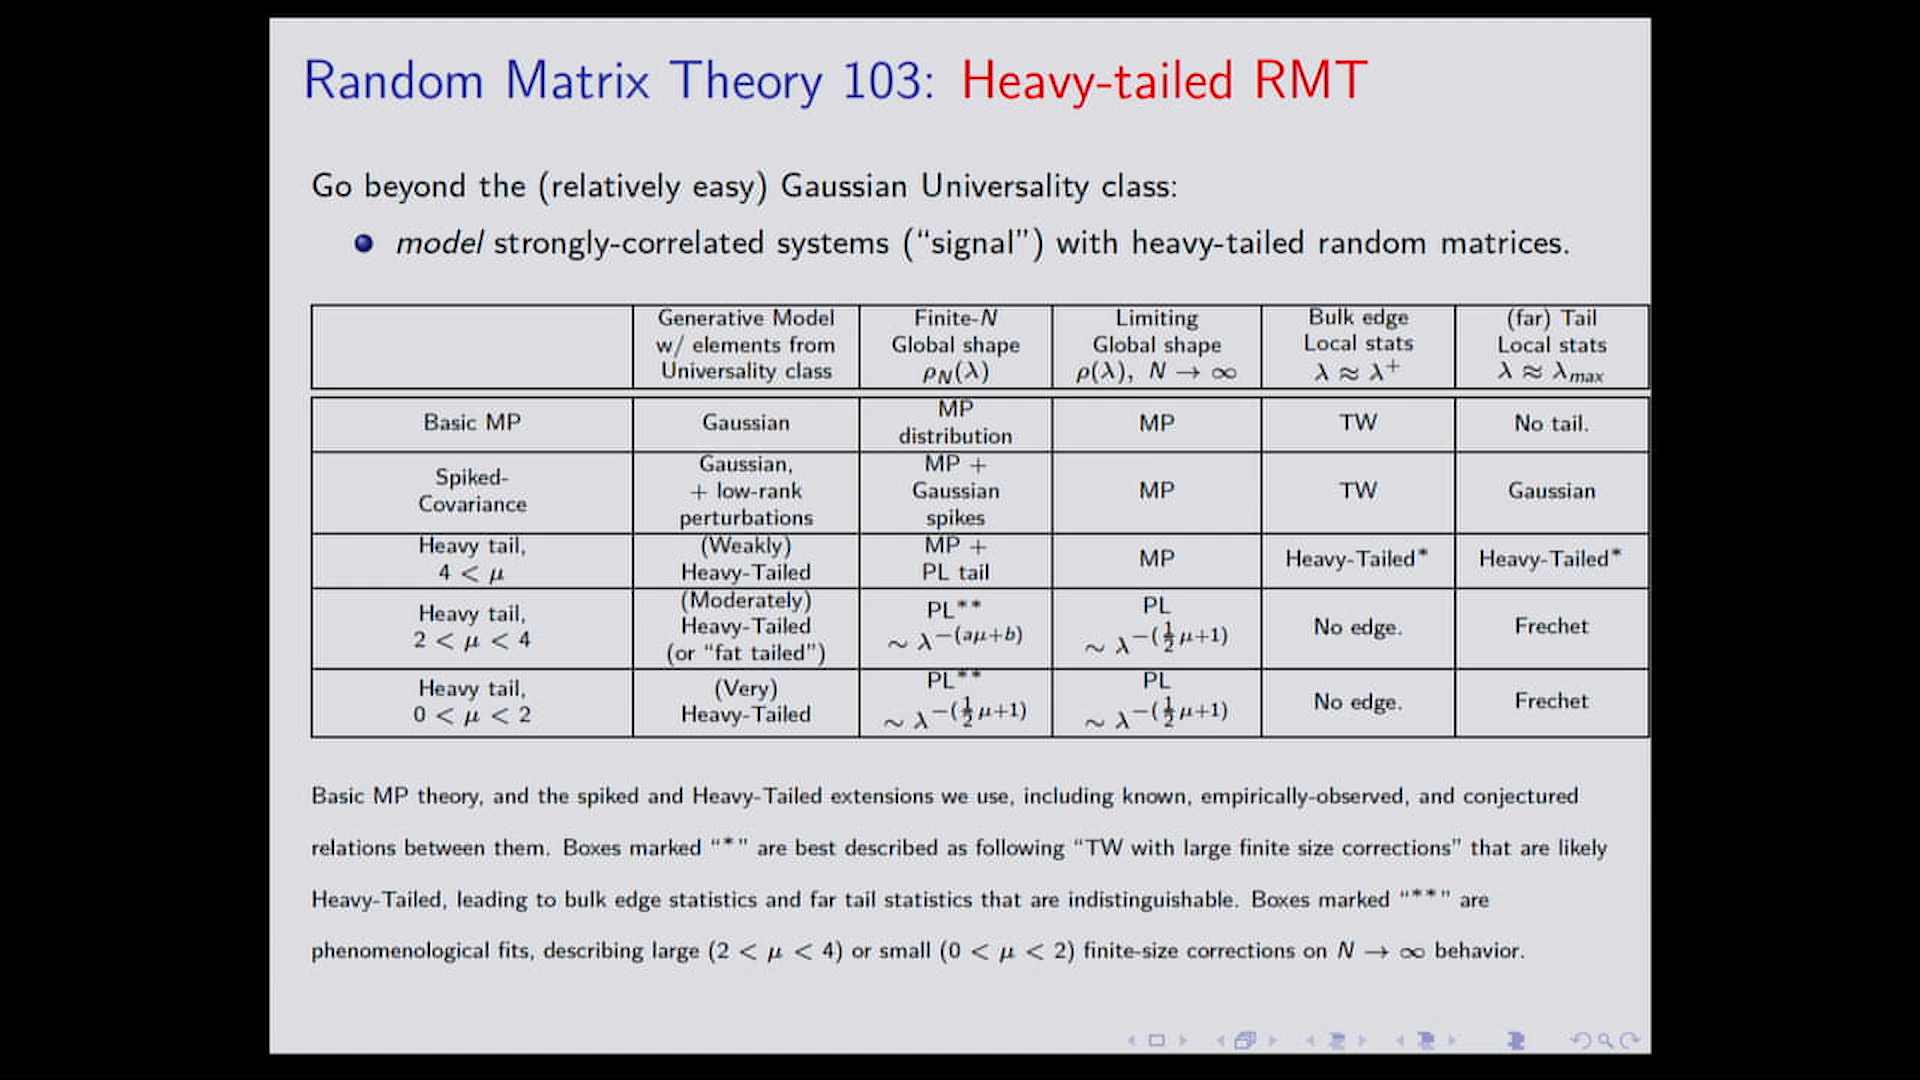 Random Matrix Theory 103: Heavy-tailed RMT
Go beyond the (relatively easy) Gaussian Universality class:
model strongly-correlated systems (“signal”) with heavy-tailed random matrices.
Generative Model
w/ elements from
Universality class
Finite-N
Global shape
ρN(λ)
Limiting
Global shape
ρ(λ), N → ∞
Bulk edge
Local stats
λ ≈ λ⁺
(far) Tail
Local stats
λ ≈ λmax
Basic MP
Gaussian
MP
distribution
MP
TW
No tail.
Spiked-
Covariance
Gaussian,
+ low-rank
perturbations
MP +
Gaussian
spikes
MP
TW
Gaussian
Heavy tail,
4 < μ
(Weakly)
Heavy-Tailed
MP +
PL tail
MP
Heavy-Tailed*
Heavy-Tailed*
Heavy tail,
2 < μ < 4
(Moderately)
Heavy-Tailed
(or “fat tailed”)
PL**
~ λ^−(aμ+b)
PL
~ λ^−(½μ+1)
No edge.
Frechet
Heavy tail,
0 < μ < 2
(Very)
Heavy-Tailed
PL**
~ λ^−(½μ+1)
PL
~ λ^−(½μ+1)
No edge.
Frechet
Basic MP theory, and the spiked and Heavy-Tailed extensions we use, including known, empirically-observed, and conjectured
relations between them. Boxes marked “*” are best described as following “TW with large finite size corrections” that are likely
Heavy-Tailed, leading to bulk edge statistics and far tail statistics that are indistinguishable. Boxes marked “**” are
phenomenological fits, describing large (2 < μ < 4) or small (0 < μ < 2) finite-size corrections on N → ∞ behavior.